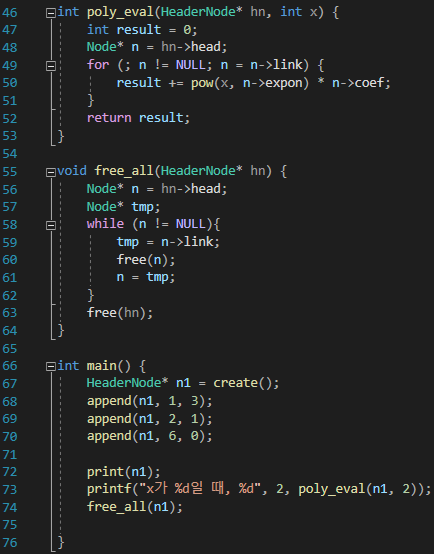 46 int poly_eval(HeaderNode* hn, int x) {
47     int result = 0;
48     Node* n = hn->head;
49     for (; n != NULL; n = n->link) {
50         result += pow(x, n->expon) * n->coef;
51     }
52     return result;
53 }
54
55 void free_all(HeaderNode* hn) {
56     Node* n = hn->head;
57     Node* tmp;
58     while (n != NULL){
59         tmp = n->link;
60         free(n);
61         n = tmp;
62     }
63     free(hn);
64 }
65
66 int main() {
67     HeaderNode* n1 = create();
68     append(n1, 1, 3);
69     append(n1, 2, 1);
70     append(n1, 6, 0);
71
72     print(n1);
73     printf("x가 %d일 떄, %d", 2, poly_eval(n1, 2));
74     free_all(n1);
75
76 }